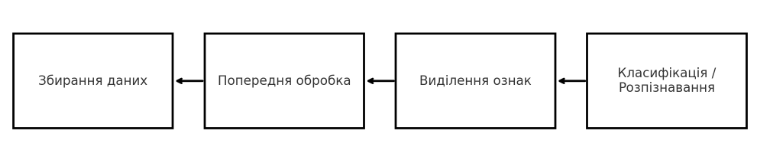 Збирання даних
Попередня обробка
Виділення ознак
Класифікація /
Розпізнавання